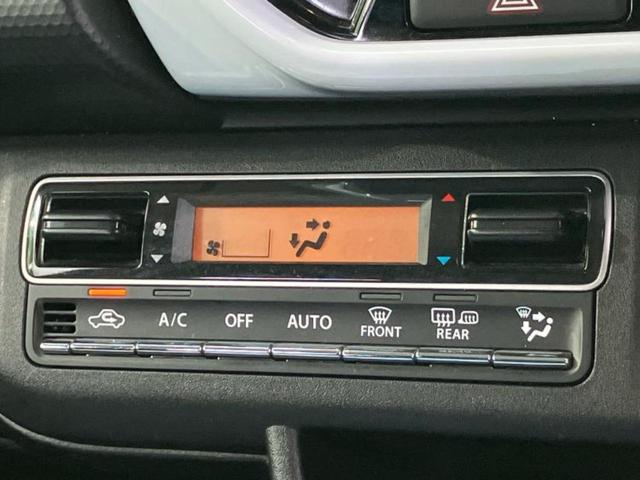 A/C OFF AUTO FRONT REAR